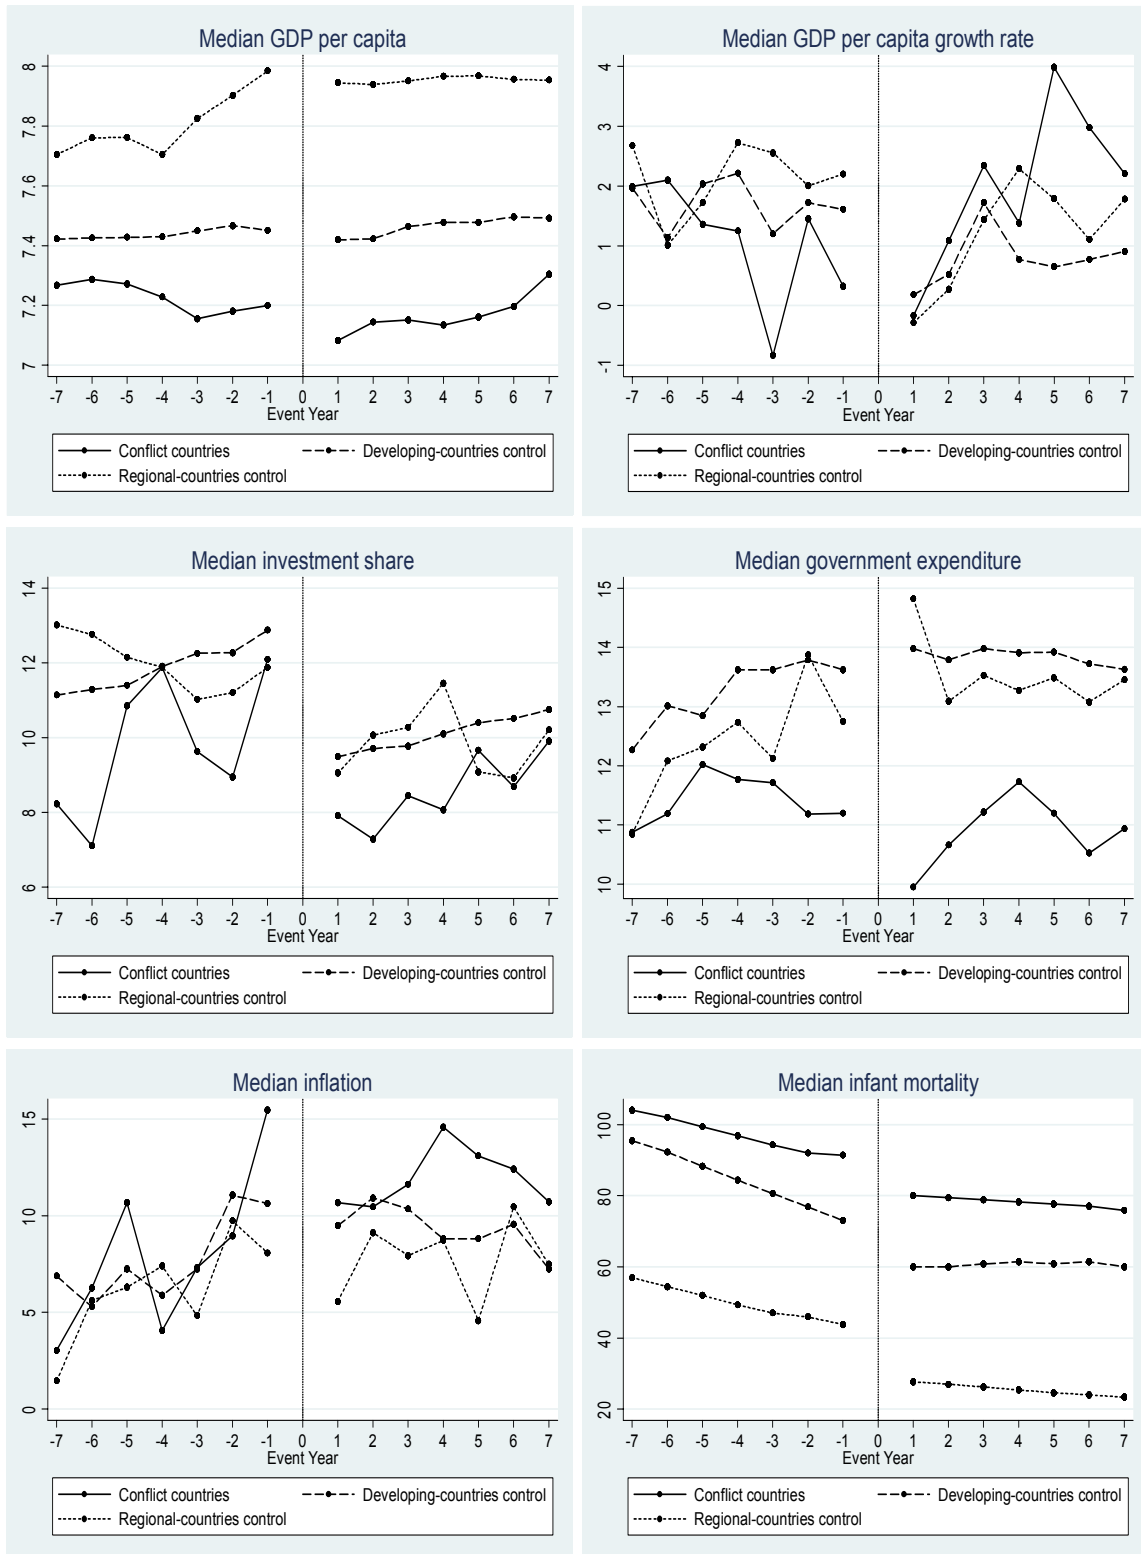 Median GDP per capita
8
7.8
7.6
7.4
7.2
7
-7 -6 -5 -4 -3 -2 -1 0 1 2 3 4 5 6 7
Event Year
Conflict countries Developing-countries control
Regional-countries control
Median GDP per capita growth rate
4
3
2
1
0
-1
-7 -6 -5 -4 -3 -2 -1 0 1 2 3 4 5 6 7
Event Year
Conflict countries Developing-countries control
Regional-countries control
Median investment share
14
12
10
8
6
-7 -6 -5 -4 -3 -2 -1 0 1 2 3 4 5 6 7
Event Year
Conflict countries Developing-countries control
Regional-countries control
Median government expenditure
15
14
13
12
11
10
-7 -6 -5 -4 -3 -2 -1 0 1 2 3 4 5 6 7
Event Year
Conflict countries Developing-countries control
Regional-countries control
Median inflation
15
10
5
0
-7 -6 -5 -4 -3 -2 -1 0 1 2 3 4 5 6 7
Event Year
Conflict countries Developing-countries control
Regional-countries control
Median infant mortality
100
80
60
40
20
-7 -6 -5 -4 -3 -2 -1 0 1 2 3 4 5 6 7
Event Year
Conflict countries Developing-countries control
Regional-countries control